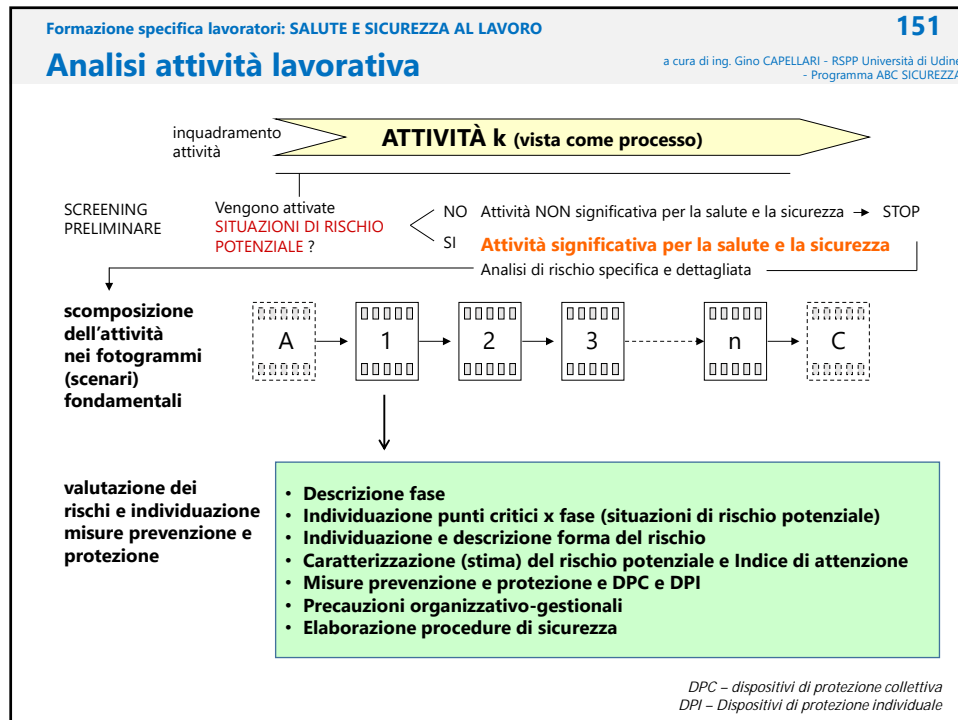 Formazione specifica lavoratori: SALUTE E SICUREZZA AL LAVORO
151
Analisi attività lavorativa
a cura di ing. Gino CAPELLARI - RSPP Università di Udine
- Programma ABC SICUREZZA
inquadramento
attività
ATTIVITÀ k (vista come processo)
SCREENING
PRELIMINARE
Vengono attivate
SITUAZIONI DI RISCHIO
POTENZIALE ?
NO Attività NON significativa per la salute e la sicurezza STOP
SI Attività significativa per la salute e la sicurezza
Analisi di rischio specifica e dettagliata
scomposizione
dell'attività
nei fotogrammi
(scenari)
fondamentali
A 1 2 3 n C
valutazione dei
rischi e individuazione
misure prevenzione e
protezione
• Descrizione fase
• Individuazione punti critici x fase (situazioni di rischio potenziale)
• Individuazione e descrizione forma del rischio
• Caratterizzazione (stima) del rischio potenziale e Indice di attenzione
• Misure prevenzione e protezione e DPC e DPI
• Precauzioni organizzativo-gestionali
• Elaborazione procedure di sicurezza
DPC – dispositivi di protezione collettiva
DPI – Dispositivi di protezione individuale